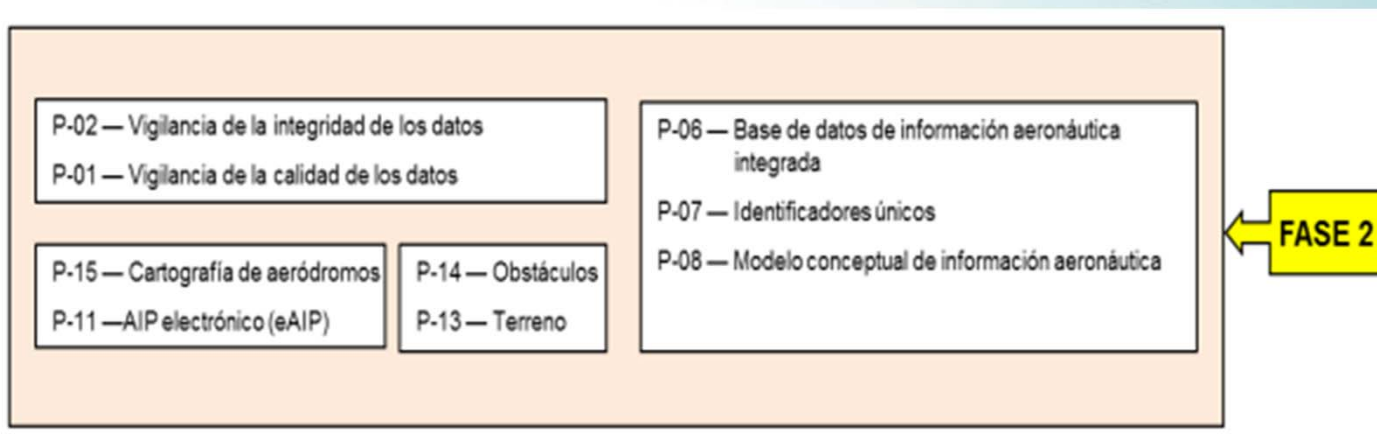 P-02 — Vigilancia de la integridad de los datos
P-01 — Vigilancia de la calidad de los datos
P-15 — Cartografía de aeródromos
P-11 —AIP electrónico (eAIP)
P-14 — Obstáculos
P-13 — Terreno
P-06 — Base de datos de información aeronáutica
integrada
P-07 — Identificadores únicos
P-08 — Modelo conceptual de información aeronáutica
FASE 2